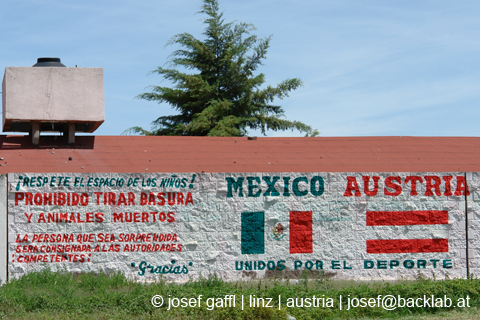 ¡RESPETE EL ESPACIO DE LOS NIÑOS!
PROHIBIDO TIRAR BASURA
Y ANIMALES MUERTOS
LA PERSONA QUE SEA SORPRENDIDA
SERA CONSIGNADA A LAS AUTORIDADES
¡COMPETENTES!
"Gracias"
MEXICO AUSTRIA
UNIDOS POR EL DEPORTE
© josef gaffl | linz | austria | josef@backlab.at